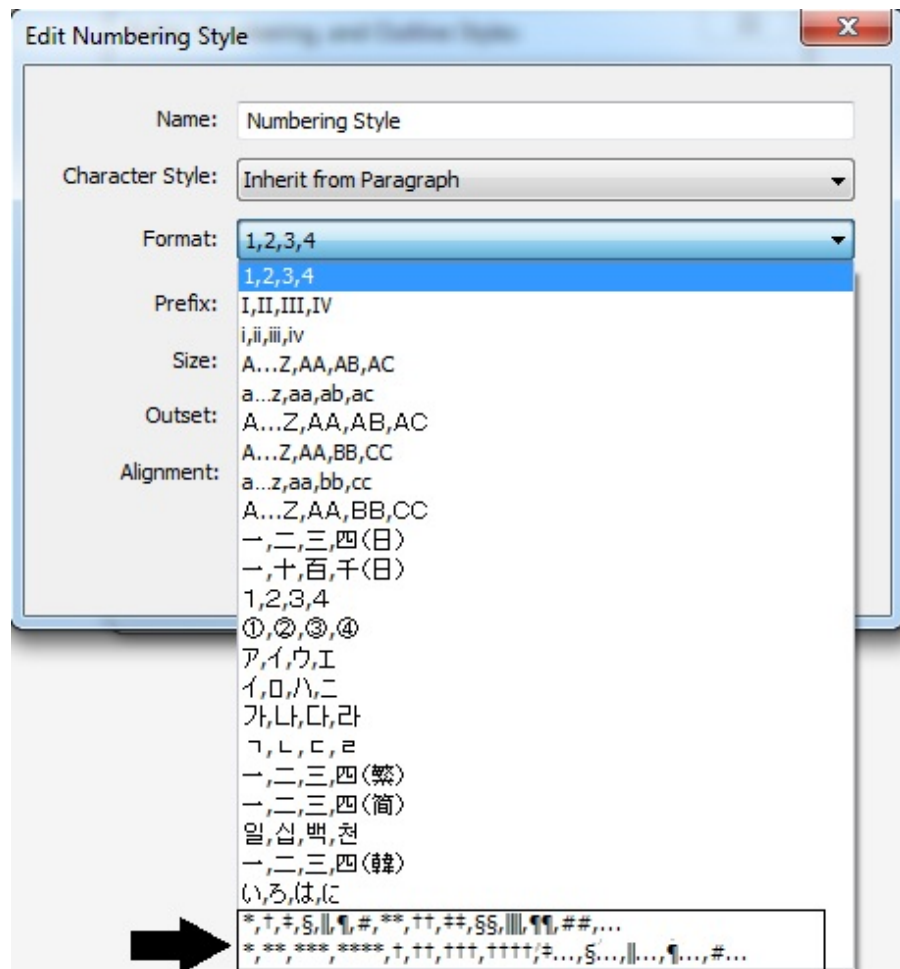 Edit Numbering Style
Name: Numbering Style
Character Style: Inherit from Paragraph
Format: 1,2,3,4
1,2,3,4
Prefix:
I,II,III,IV
i,ii,iii,iv
Size:
A...Z,AA,AB,AC
a...z,aa,ab,ac
Outset:
A...Z,AA,AB,AC
A...Z,AA,BB,CC
Alignment:
a...z,aa,bb,cc
A...Z,AA,BB,CC
一,二,三,四(日)
一,十,百,千(日)
1,2,3,4
①,②,③,④
ア,イ,ウ,エ
イ,ロ,ハ,ニ
가,나,다,라
ㄱ,ㄴ,ㄷ,ㄹ
一,二,三,四(繁)
一,二,三,四(简)
일,십,백,천
一,二,三,四(韓)
い,ろ,は,に
*,†,‡,§,‖,¶,#,**,††,‡‡,§§,‖‖,¶¶,##,...
*,**,***,****,†,††,†††,††††,‡...,§...,‖...,¶...,#...